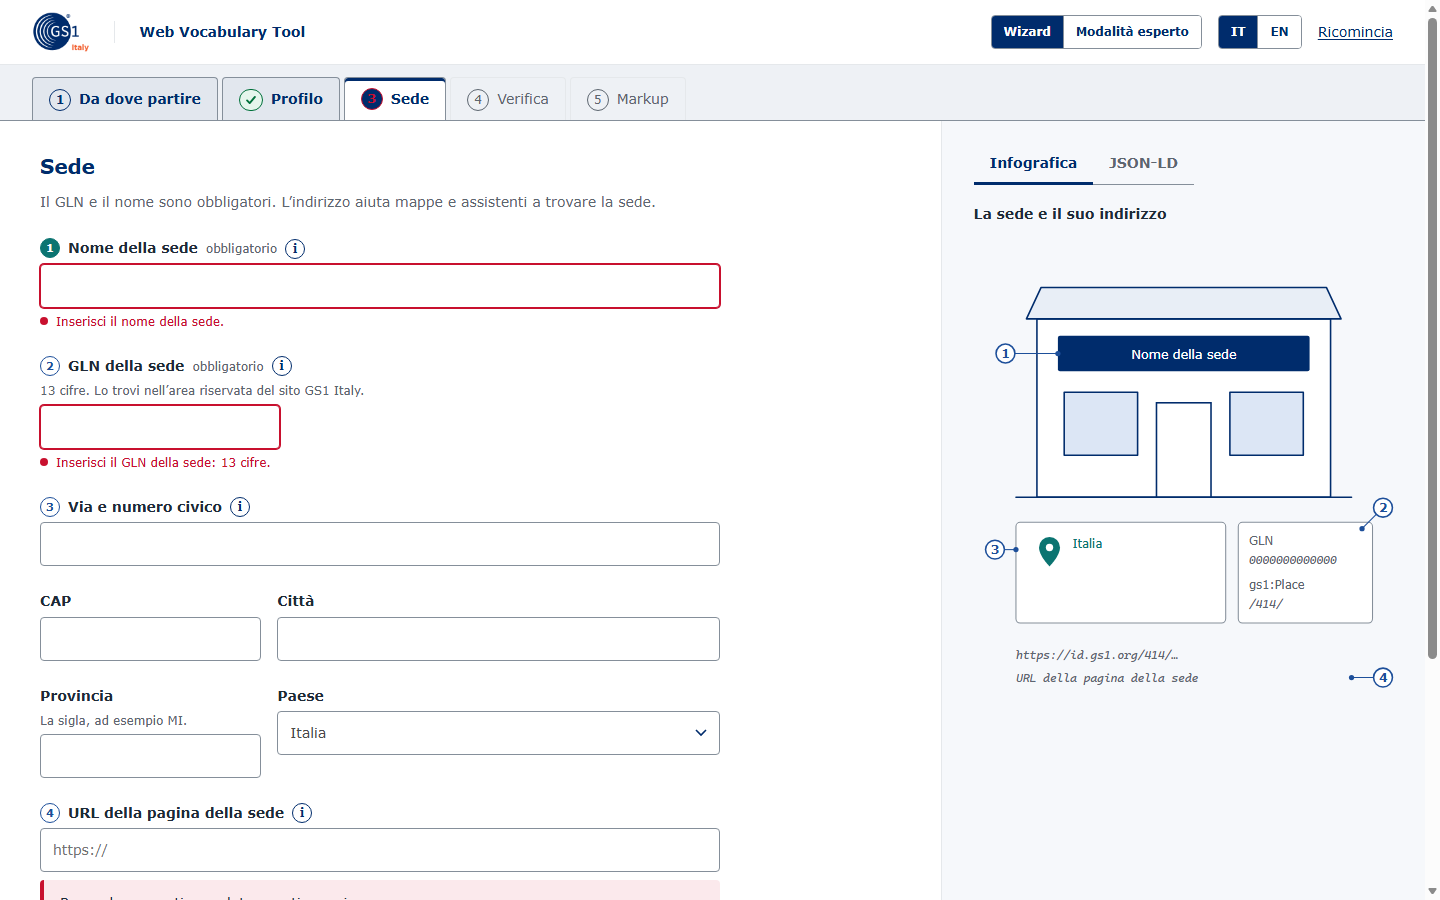 GS1 Italy
Web Vocabulary Tool
Wizard Modalità esperto IT EN Ricomincia
1 Da dove partire Profilo 3 Sede 4 Verifica 5 Markup
Sede
Il GLN e il nome sono obbligatori. L’indirizzo aiuta mappe e assistenti a trovare la sede.
1 Nome della sede obbligatorio i
Inserisci il nome della sede.
2 GLN della sede obbligatorio i
13 cifre. Lo trovi nell’area riservata del sito GS1 Italy.
Inserisci il GLN della sede: 13 cifre.
3 Via e numero civico i
CAP Città
Provincia Paese
La sigla, ad esempio MI.
Italia
4 URL della pagina della sede i
https://
Infografica JSON-LD
La sede e il suo indirizzo
1 Nome della sede
2
3 Italia
GLN
0000000000000
gs1:Place
/414/
https://id.gs1.org/414/…
URL della pagina della sede 4